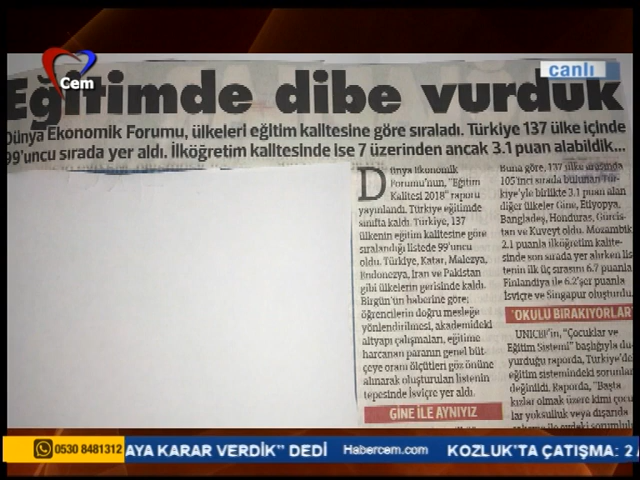 Cem
canlı
Eğitimde dibe vurduk
Dünya Ekonomik Forumu, ülkeleri eğitim kalitesine göre sıraladı. Türkiye 137 ülke içinde
99'uncu sırada yer aldı. İlköğretim kalitesinde ise 7 üzerinden ancak 3.1 puan alabildik...
Dünya Ekonomik
Forumu'nun, "Eğitim
Kalitesi 2018" raporu
yayınlandı. Türkiye eğitimde
sınıfta kaldı. Türkiye, 137
ülkenin eğitim kalitesine göre
sıralandığı listede 99'uncu
oldu. Türkiye, Katar, Malezya,
Endonezya, Iran ve Pakistan
gibi ülkelerin gerisinde kaldı.
Birgün'ün haberine göre;
öğrencilerin doğru mesleğe
yönlendirilmesi, akademideki
altyapı çalışmaları, eğitime
harcanan paranın genel büt-
çeye oranı ölçütleri göz önüne
alınarak oluşturulan listenin
tepesinde İsviçre yer aldı.
GİNE İLE AYNIYIZ
Buna göre, 137 ülke arasında
105'inci sırada bulunan Tür-
kiye'yle birlikte 3.1 puan alan
diğer ülkeler Gine, Etiyopya,
Bangladeş, Honduras, Gürcis-
tan ve Kuveyt oldu. Mozambik
2.1 puanla ilköğretim kalite-
sinde son sırada yer alırken lis-
tenin ilk üç sırasını 6.7 puanla
Finlandiya ile 6.2'şer puanla
İsviçre ve Singapur oluşturdu.
'OKULU BIRAKIYORLAR'
UNICEF'in, "Çocuklar ve
Eğitim Sistemi" başlığıyla du-
yurduğu raporda, Türkiye'de
eğitim sistemindeki sorunlar
değinildi. Raporda, "Başta
kızlar olmak üzere kimi çocu-
lar yoksulluk veya dışarıda
0530 8481312
AYA KARAR VERDİK" DEDİ
Habercem.com
KOZLUK'TA ÇATIŞMA: 2